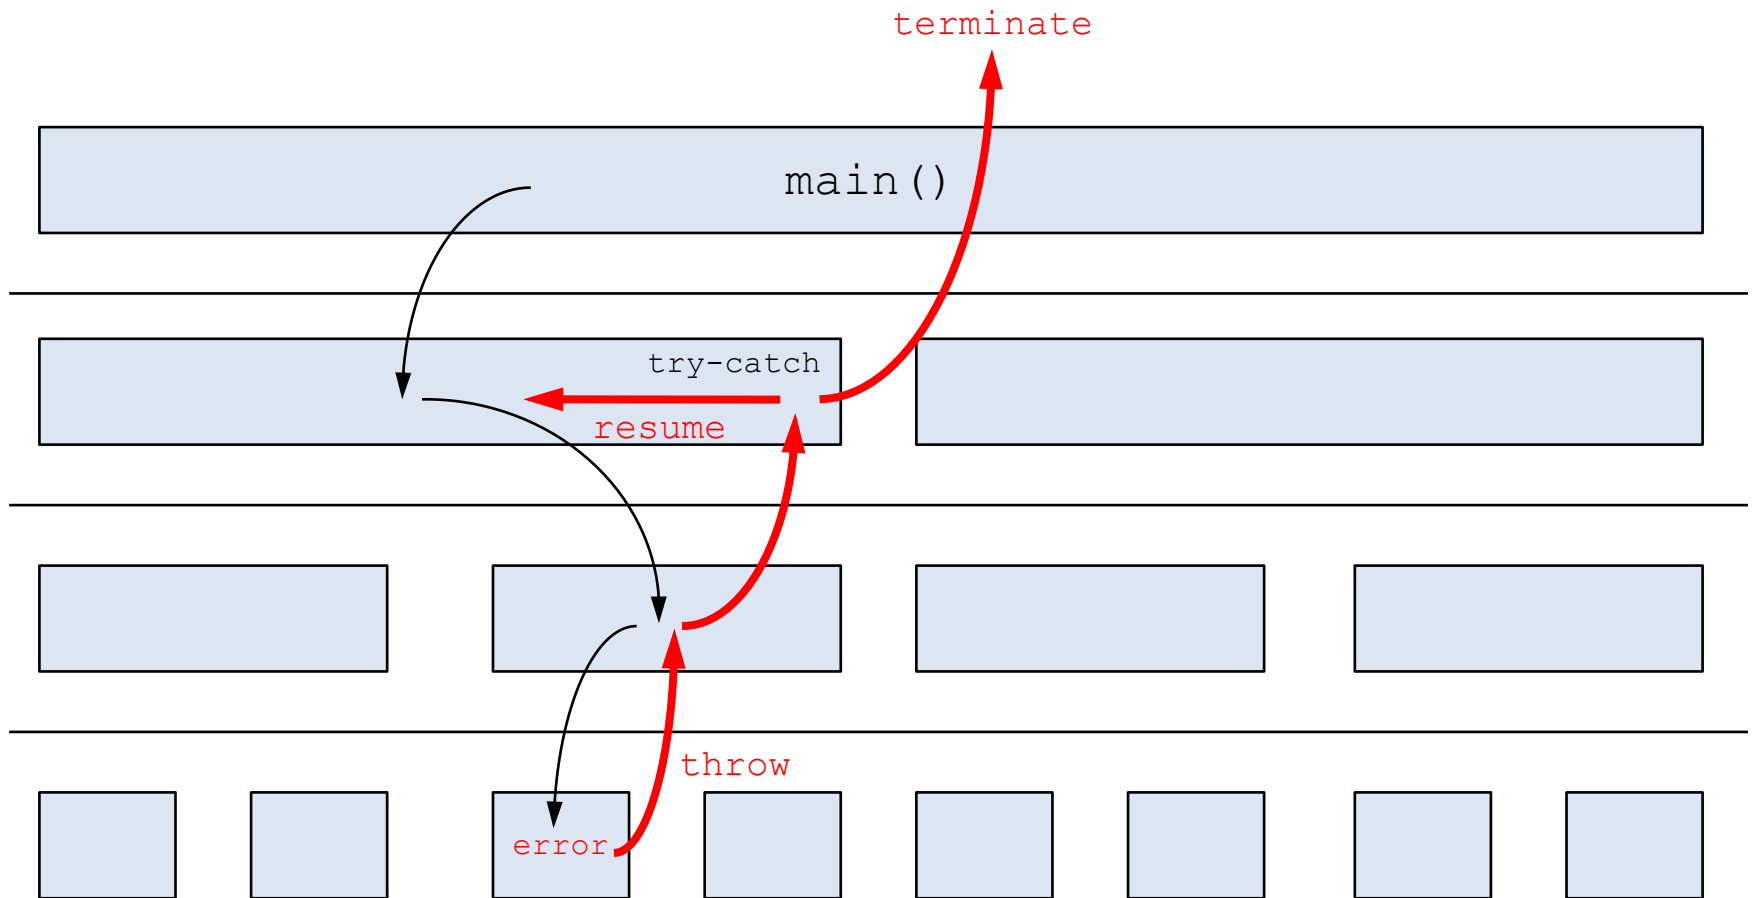 terminate
main()
try-catch
resume
throw
error